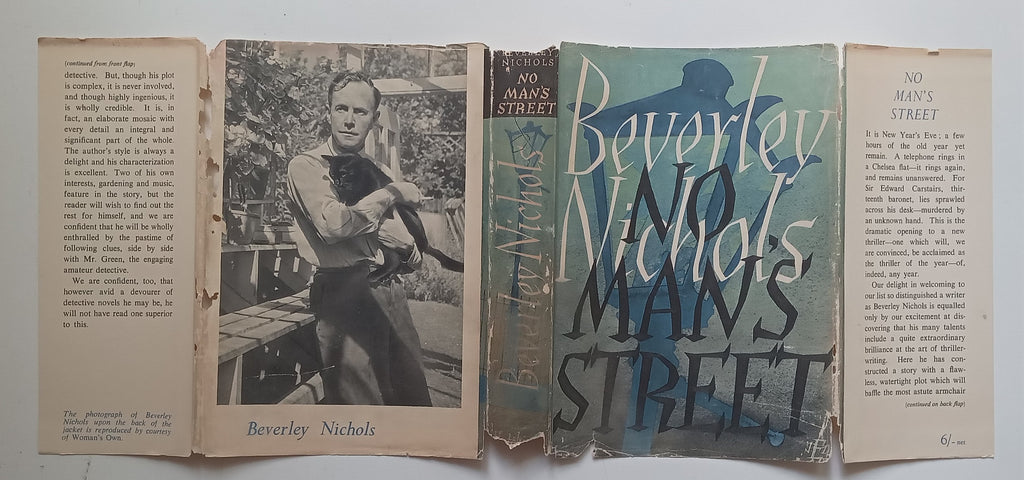 (continued from front flap)
detective. But, though his plot
is complex, it is never involved,
and though highly ingenious, it
is wholly credible. It is, in
fact, an elaborate mosaic with
every detail an integral and
significant part of the whole.
The author's style is always a
delight and his characterization
is excellent. Two of his own
interests, gardening and music,
feature in the story, but the
reader will wish to find out the
rest for himself, and we are
confident that he will be wholly
enthralled by the pastime of
following clues, side by side
with Mr. Green, the engaging
amateur detective.
We are confident, too, that
however avid a devourer of
detective novels he may be, he
will not have read one superior
to this.
The photograph of Beverley
Nichols upon the back of the
jacket is reproduced by courtesy
of Woman's Own.
Beverley Nichols
BEVERLEY
NICHOLS
NO
MAN'S
STREET
Beverley Nichols
Beverley
Nichols
NO
MAN'S
STREET
NO
MAN'S
STREET
It is New Year's Eve; a few
hours of the old year yet
remain. A telephone rings in
a Chelsea flat—it rings again,
and remains unanswered. For
Sir Edward Carstairs, thir-
teenth baronet, lies sprawled
across his desk—murdered by
an unknown hand. This is the
dramatic opening to a new
thriller—one which will, we
are convinced, be acclaimed as
the thriller of the year—of,
indeed, any year.
Our delight in welcoming to
our list so distinguished a writer
as Beverley Nichols is equalled
only by our excitement at dis-
covering that his many talents
include a quite extraordinary
brilliance at the art of thriller-
writing. Here he has con-
structed a story with a flaw-
less, watertight plot which will
baffle the most astute armchair
(continued on back flap)
6/- net